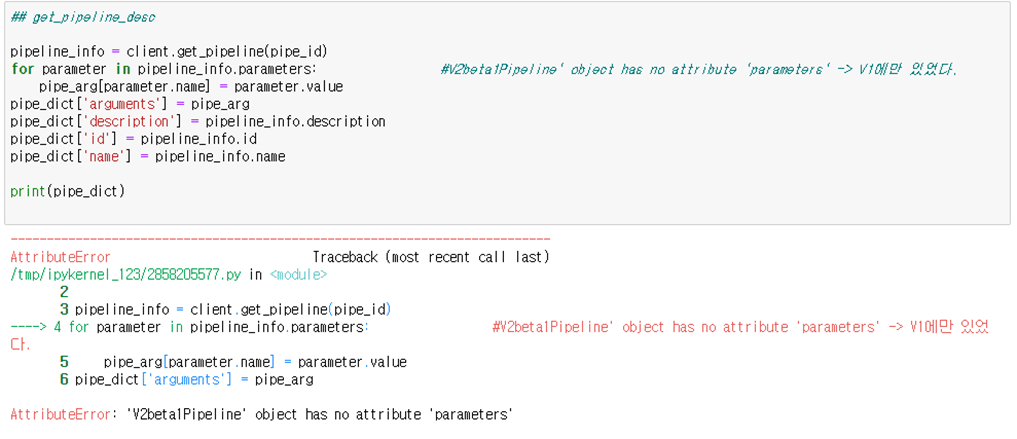 ## get_pipeline_desc
pipeline_info = client.get_pipeline(pipe_id)
for parameter in pipeline_info.parameters:                #V2beta1Pipeline' object has no attribute 'parameters' -> V1에만 있었다.
    pipe_arg[parameter.name] = parameter.value
pipe_dict['arguments'] = pipe_arg
pipe_dict['description'] = pipeline_info.description
pipe_dict['id'] = pipeline_info.id
pipe_dict['name'] = pipeline_info.name
print(pipe_dict)
---------------------------------------------------------------------------
AttributeError                            Traceback (most recent call last)
/tmp/ipykernel_123/2858205577.py in <module>
      2
      3 pipeline_info = client.get_pipeline(pipe_id)
----> 4 for parameter in pipeline_info.parameters:                #V2beta1Pipeline' object has no attribute 'parameters' -> V1에만 있었
다.
      5     pipe_arg[parameter.name] = parameter.value
      6 pipe_dict['arguments'] = pipe_arg
AttributeError: 'V2beta1Pipeline' object has no attribute 'parameters'